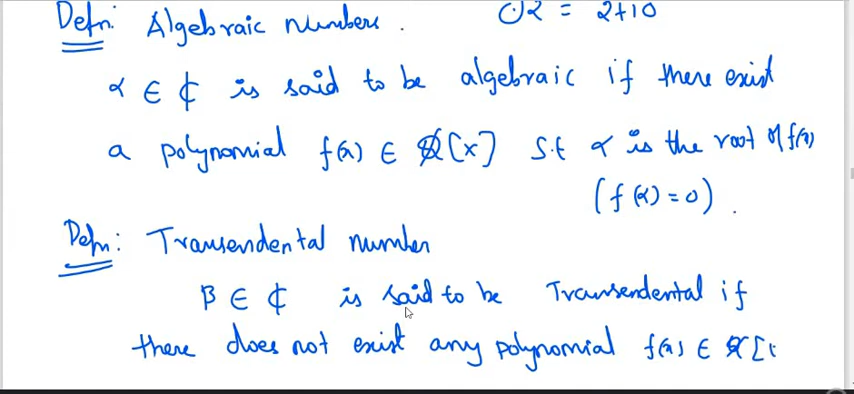 Defn: Algebraic numbers. ① α = 2+10
α ∈ ℂ is said to be algebraic if there exist
a polynomial f(x) ∈ ℚ[x] s.t α is the root of f(x)
(f(α)=0).
Defn: Transendental number
β ∈ ℂ is said to be Transendental if
there does not exist any polynomial f(x) ∈ ℚ[